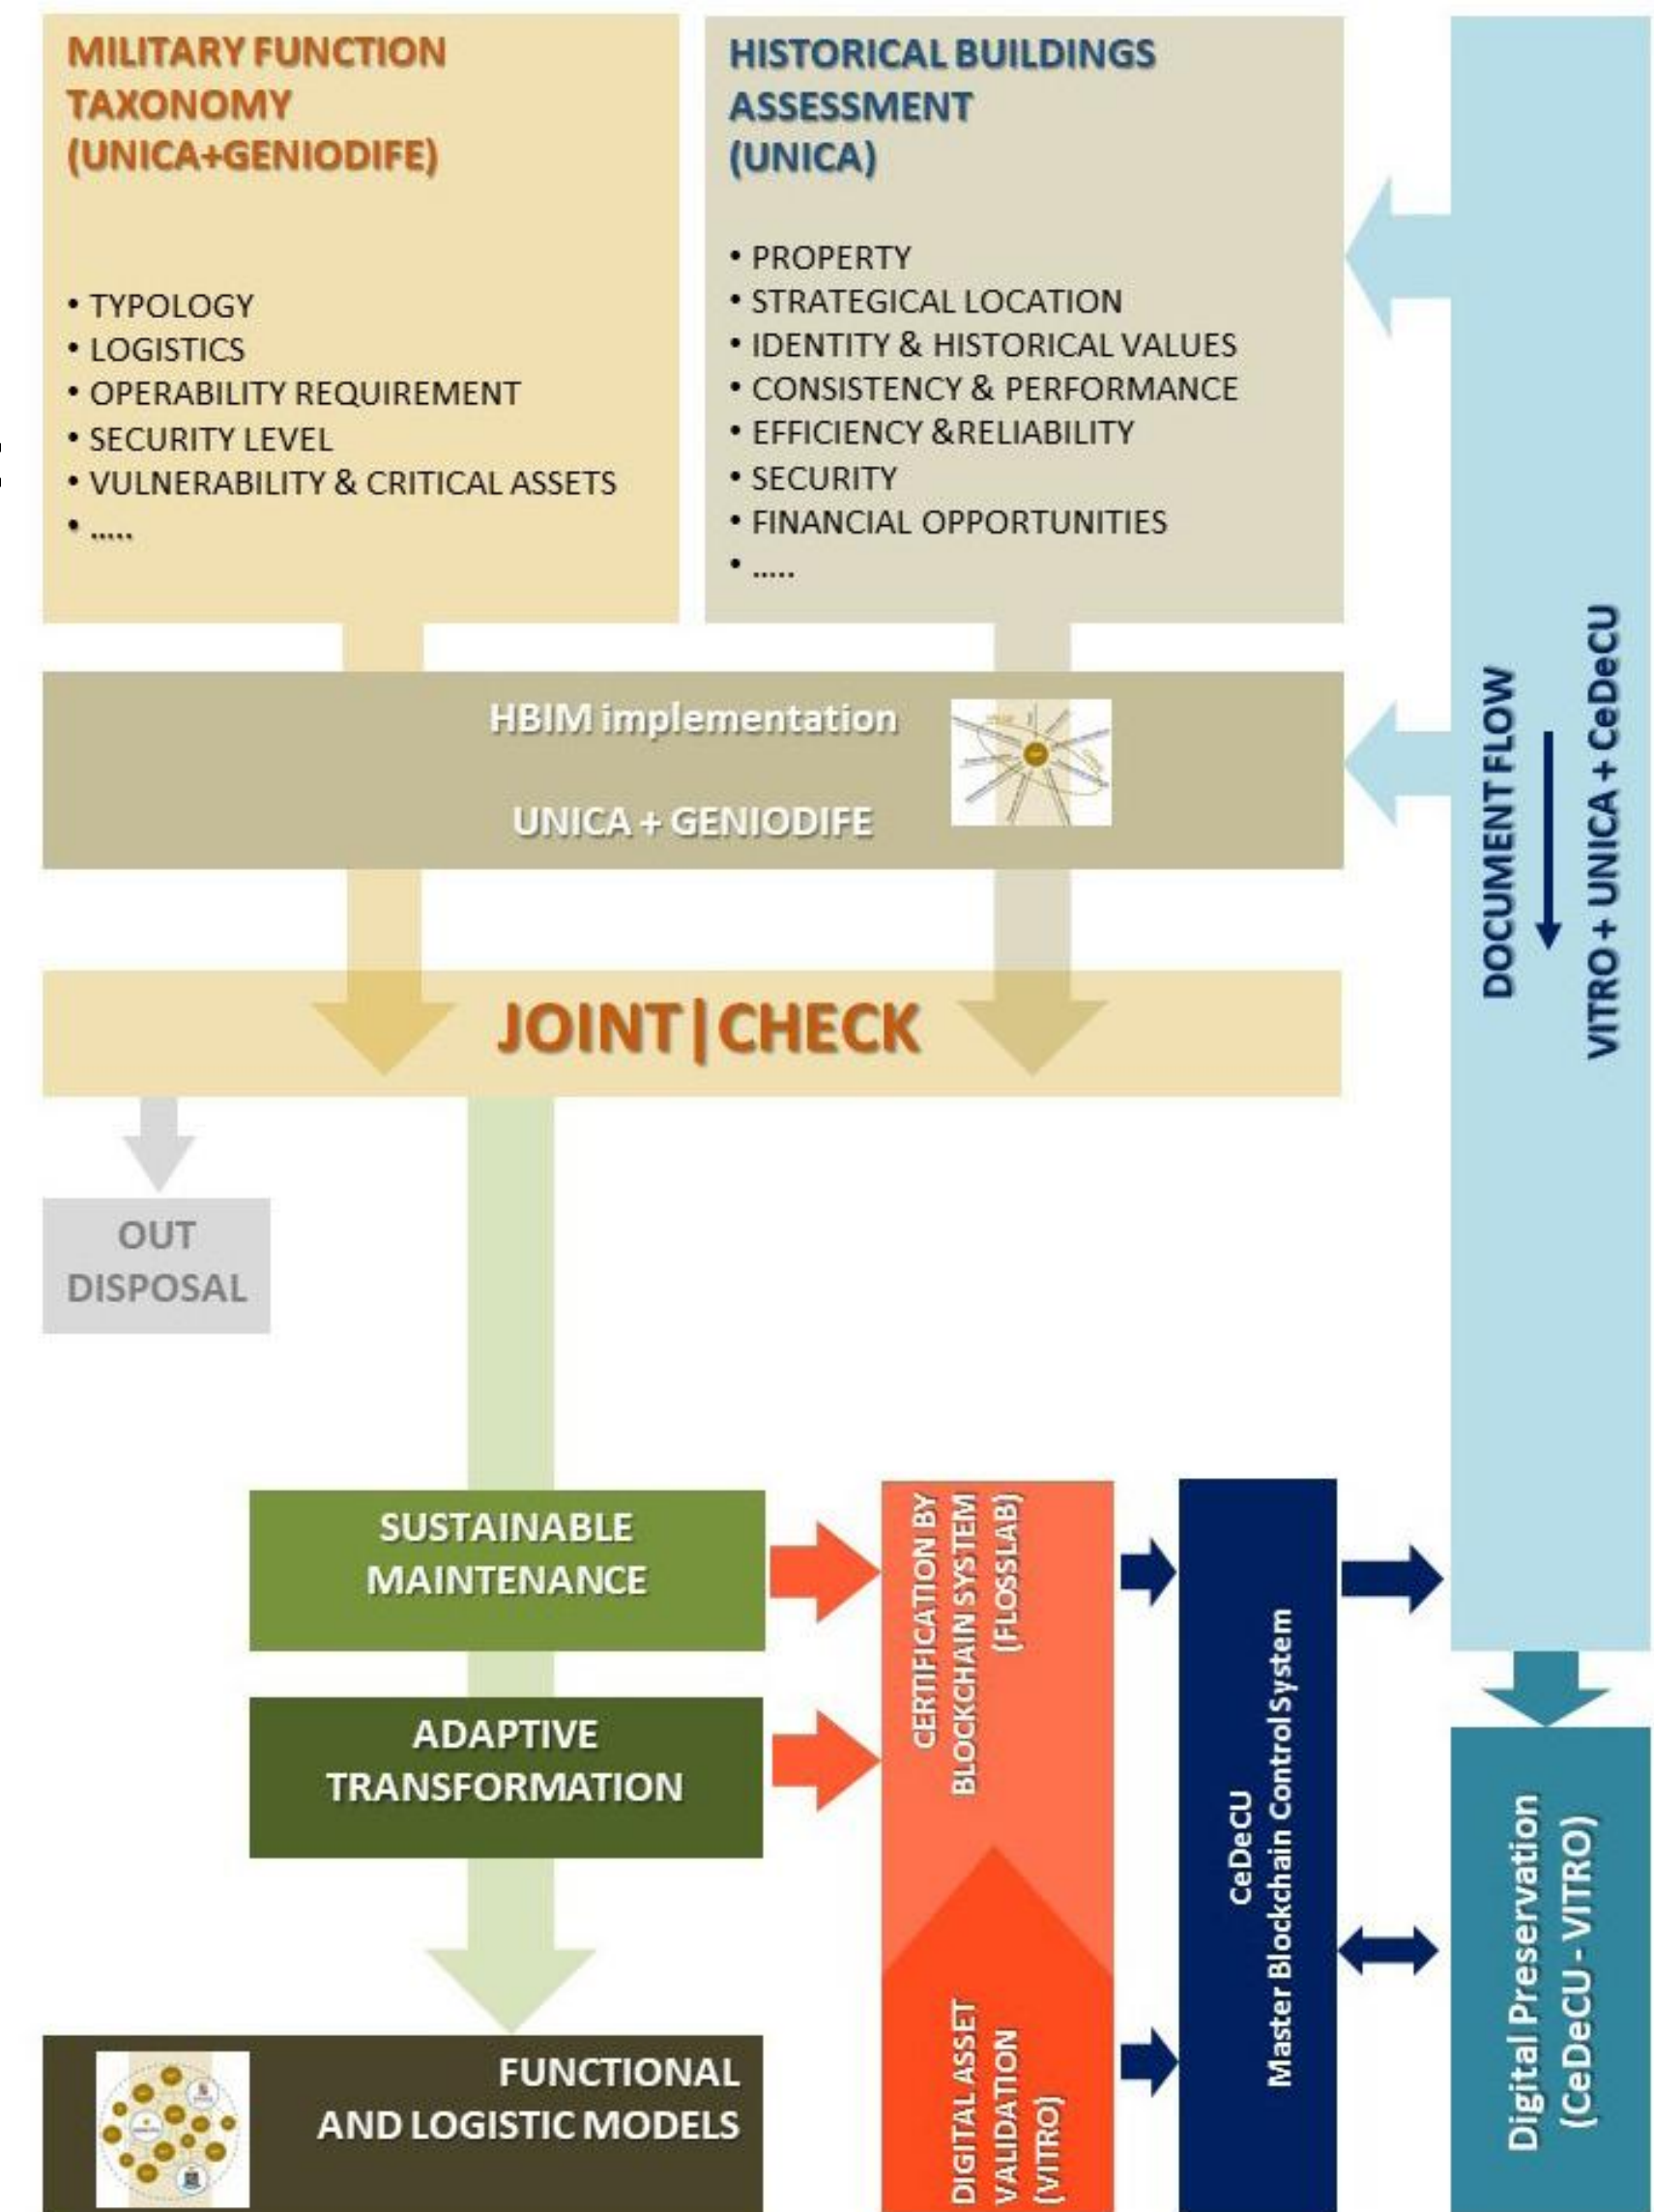 MILITARY FUNCTION
TAXONOMY
(UNICA+GENIODIFE)
• TYPOLOGY
• LOGISTICS
• OPERABILITY REQUIREMENT
• SECURITY LEVEL
• VULNERABILITY & CRITICAL ASSETS
• .....
HISTORICAL BUILDINGS
ASSESSMENT
(UNICA)
• PROPERTY
• STRATEGICAL LOCATION
• IDENTITY & HISTORICAL VALUES
• CONSISTENCY & PERFORMANCE
• EFFICIENCY &RELIABILITY
• SECURITY
• FINANCIAL OPPORTUNITIES
• .....
HBIM implementation
UNICA + GENIODIFE
DOCUMENT FLOW
VITRO + UNICA + CeDeCU
JOINT|CHECK
OUT
DISPOSAL
SUSTAINABLE
MAINTENANCE
ADAPTIVE
TRANSFORMATION
FUNCTIONAL
AND LOGISTIC MODELS
CERTIFICATION BY
BLOCKCHAIN SYSTEM
(FLOSSLAB)
DIGITAL ASSET
VALIDATION
(VITRO)
CeDeCU
Master Blockchain Control System
Digital Preservation
(CeDeCU - VITRO)